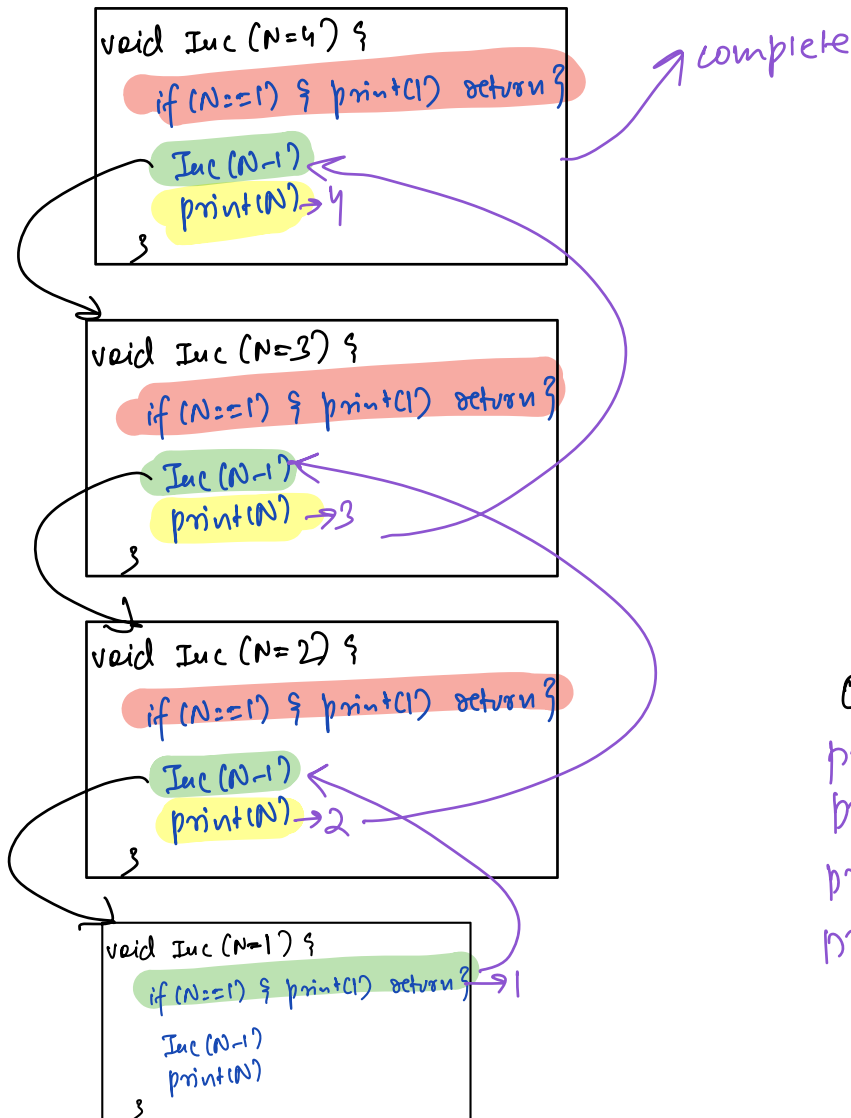 void Inc (N=4) {
if (N==1) { print(1) return}
Inc(N-1)
print(N) → 4
}
complete
void Inc (N=3) {
if (N==1) { print(1) return}
Inc(N-1)
print(N) → 3
}
void Inc (N=2) {
if (N==1) { print(1) return}
Inc(N-1)
print(N) → 2
}
void Inc (N=1) {
if (N==1) { print(1) return} → 1
Inc(N-1)
print(N)
}